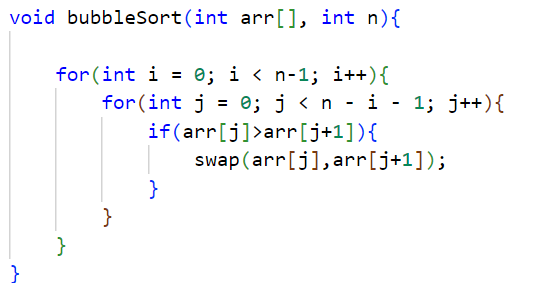 void bubbleSort(int arr[], int n){
for(int i = 0; i < n-1; i++){
for(int j = 0; j < n - i - 1; j++){
if(arr[j]>arr[j+1]){
swap(arr[j],arr[j+1]);
}
}
}
}